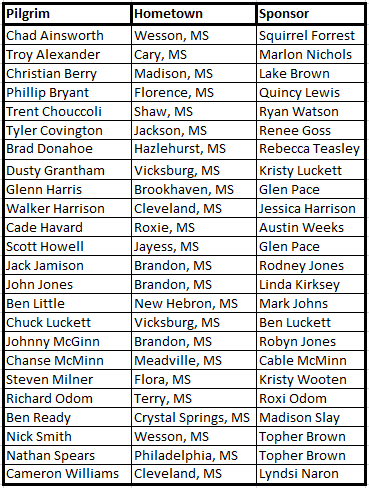 Pilgrim Hometown Sponsor
Chad Ainsworth Wesson, MS Squirrel Forrest
Troy Alexander Cary, MS Marlon Nichols
Christian Berry Madison, MS Lake Brown
Phillip Bryant Florence, MS Quincy Lewis
Trent Chouccoli Shaw, MS Ryan Watson
Tyler Covington Jackson, MS Renee Goss
Brad Donahoe Hazlehurst, MS Rebecca Teasley
Dusty Grantham Vicksburg, MS Kristy Luckett
Glenn Harris Brookhaven, MS Glen Pace
Walker Harrison Cleveland, MS Jessica Harrison
Cade Havard Roxie, MS Austin Weeks
Scott Howell Jayess, MS Glen Pace
Jack Jamison Brandon, MS Rodney Jones
John Jones Brandon, MS Linda Kirksey
Ben Little New Hebron, MS Mark Johns
Chuck Luckett Vicksburg, MS Ben Luckett
Johnny McGinn Brandon, MS Robyn Jones
Chanse McMinn Meadville, MS Cable McMinn
Steven Milner Flora, MS Kristy Wooten
Richard Odom Terry, MS Roxi Odom
Ben Ready Crystal Springs, MS Madison Slay
Nick Smith Wesson, MS Topher Brown
Nathan Spears Philadelphia, MS Topher Brown
Cameron Williams Cleveland, MS Lyndsi Naron